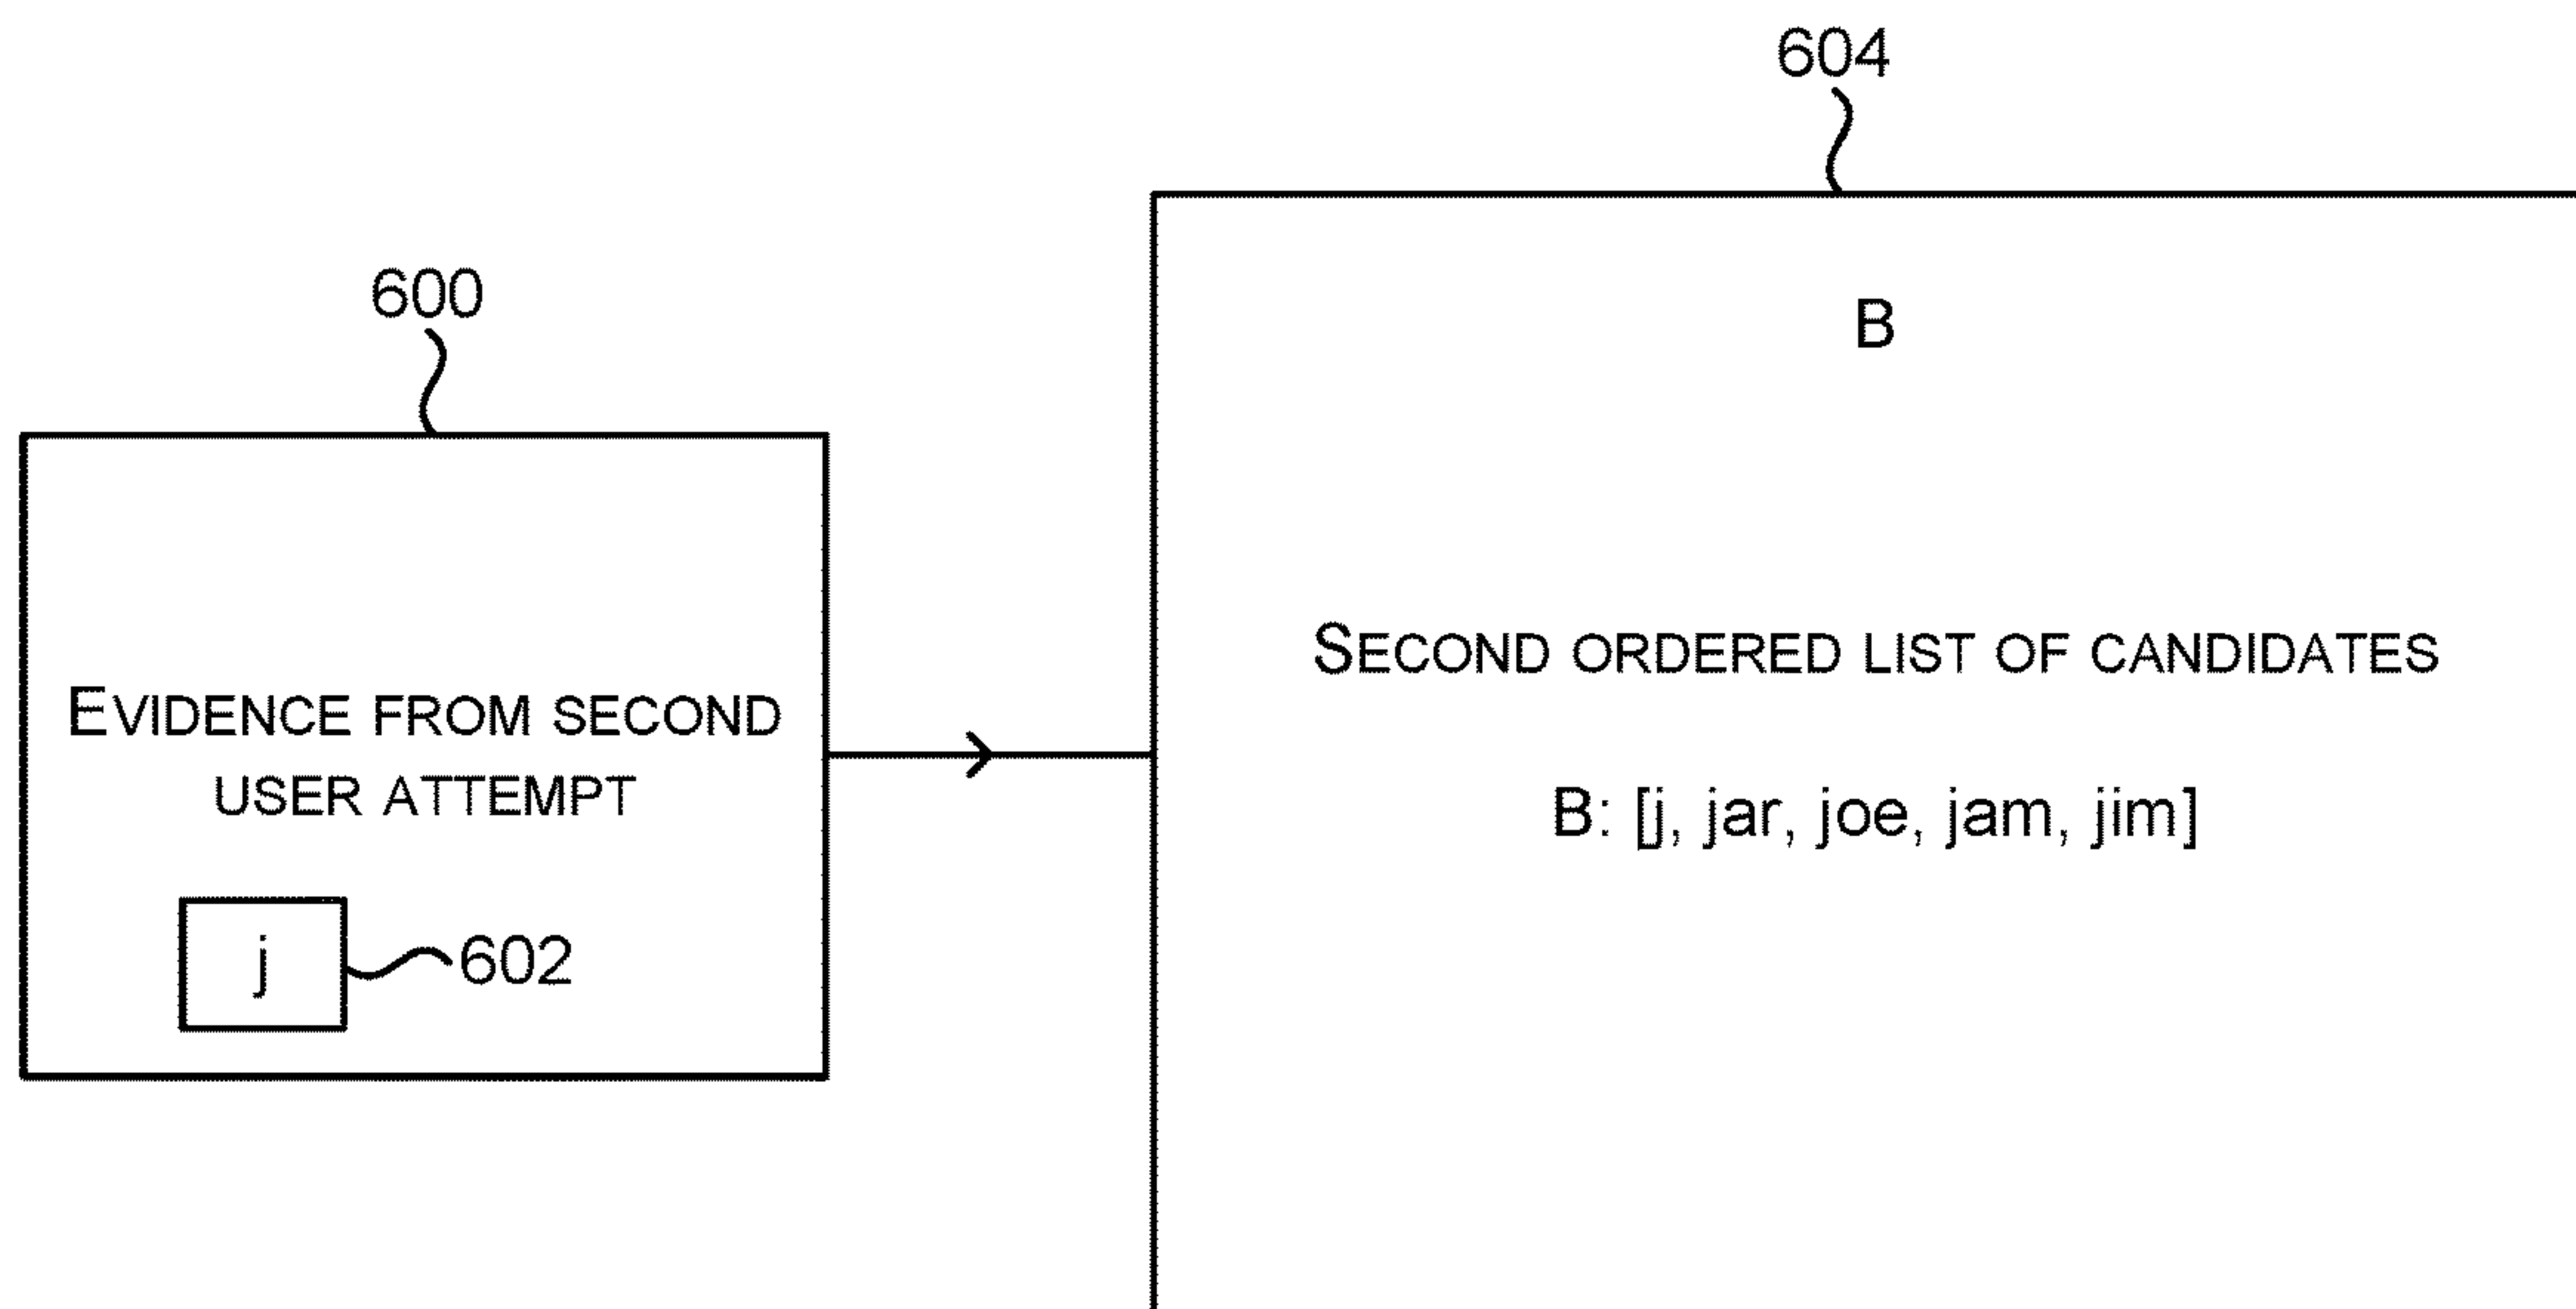 604
600
B
SECOND ORDERED LIST OF CANDIDATES
EVIDENCE FROM SECOND
USER ATTEMPT
B: [j, jar, joe, jam, jim]
j
602